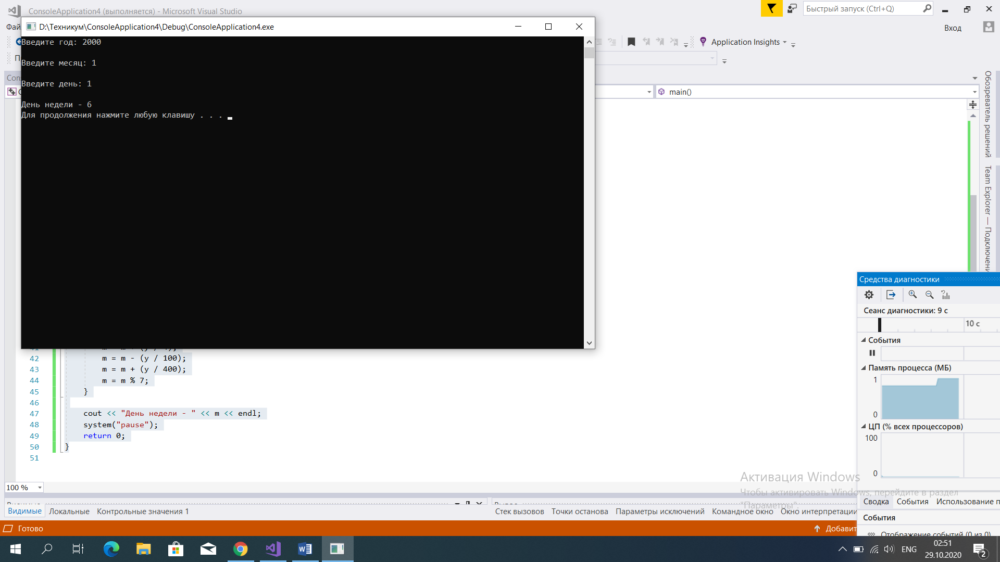 ConsoleApplication4 (выполняется) - Microsoft Visual Studio
Быстрый запуск (Ctrl+Q)
Вход
D:\Техникум\ConsoleApplication4\Debug\ConsoleApplication4.exe
Введите год: 2000
Введите месяц: 1
Введите день: 1
День недели - 6
Для продолжения нажмите любую клавишу . . .
Application Insights
main()
Обозреватель решений
Team Explorer —
42 m = m - (y / 100);
43 m = m + (y / 400);
44 m = m % 7;
45 }
46
47 cout << "День недели - " << m << endl;
48 system("pause");
49 return 0;
50 }
51
100 %
Средства диагностики
Сеанс диагностики: 9 с
10 с
События
Память процесса (МБ)
1
0
ЦП (% всех процессоров)
100
0
Активация Windows
Чтобы активировать Windows, перейдите в раздел
"Параметры".
Сводка События Использование
События
Отображение событий (0 из 0)
Видимые Локальные Контрольные значения 1
Стек вызовов Точки останова Параметры исключений Командное окно Окно интерпретации
Готово
ENG
02:51
29.10.2020
2